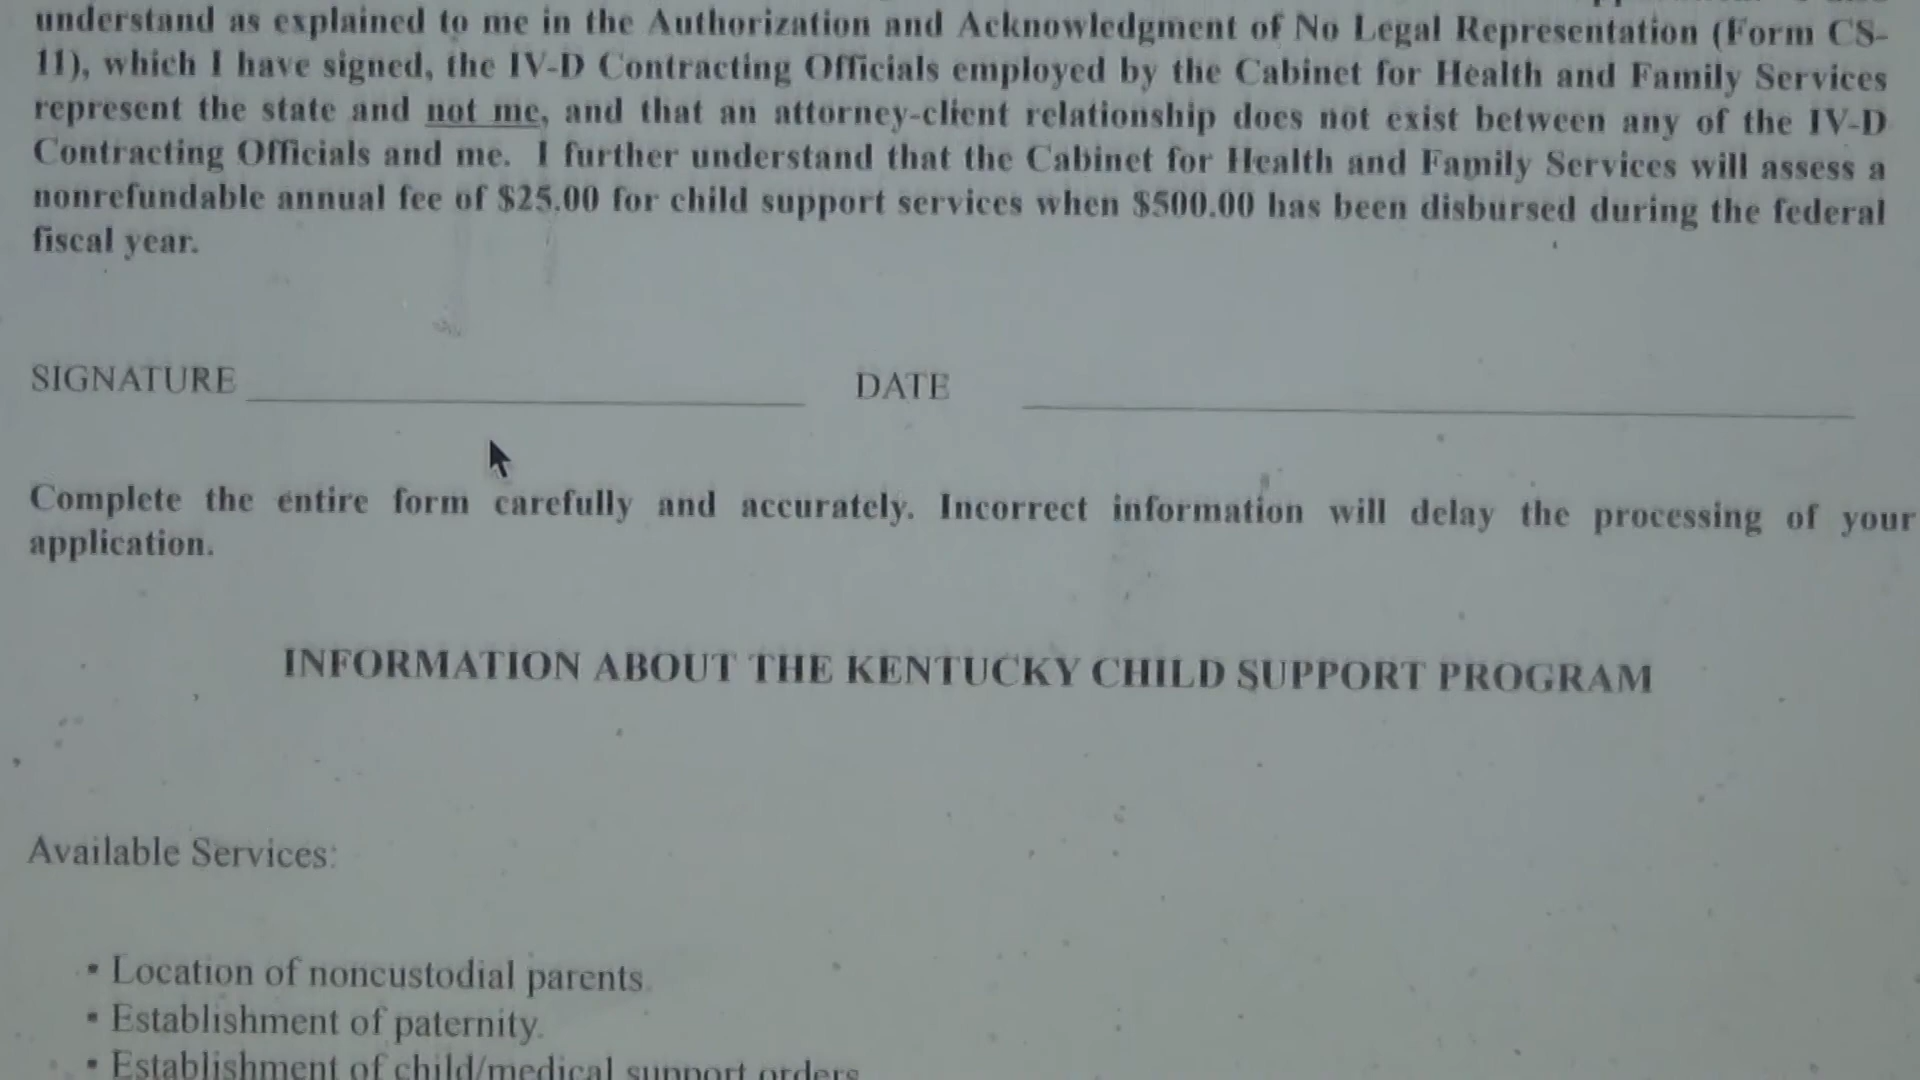 understand as explained to me in the Authorization and Acknowledgment of No Legal Representation (Form CS-
11), which I have signed, the IV-D Contracting Officials employed by the Cabinet for Health and Family Services
represent the state and not me, and that an attorney-client relationship does not exist between any of the IV-D
Contracting Officials and me. I further understand that the Cabinet for Health and Family Services will assess a
nonrefundable annual fee of $25.00 for child support services when $500.00 has been disbursed during the federal
fiscal year.
SIGNATURE DATE
Complete the entire form carefully and accurately. Incorrect information will delay the processing of your
application.
INFORMATION ABOUT THE KENTUCKY CHILD SUPPORT PROGRAM
Available Services:
▪ Location of noncustodial parents
▪ Establishment of paternity.
▪ Establishment of child/medical support orders